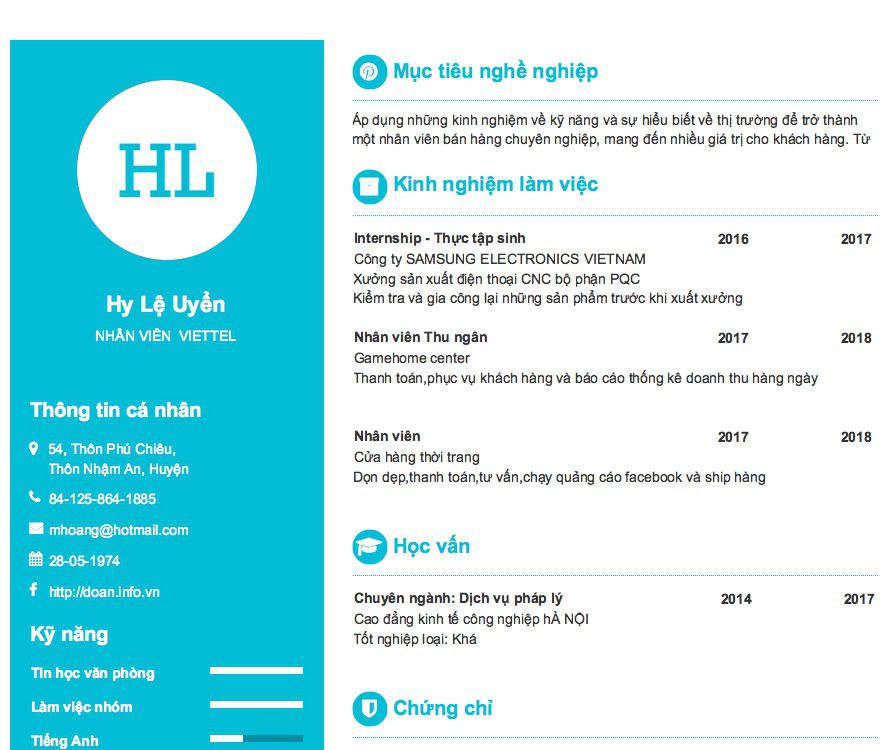 HL
Hy Lệ Uyển
NHÂN VIÊN VIETTEL
Thông tin cá nhân
54, Thôn Phú Chiêu,
Thôn Nhậm An, Huyện
84-125-864-1885
mhoang@hotmail.com
28-05-1974
http://doan.info.vn
Kỹ năng
Tin học văn phòng
Làm việc nhóm
Tiếng Anh
Mục tiêu nghề nghiệp
Áp dụng những kinh nghiệm về kỹ năng và sự hiểu biết về thị trường để trở thành
một nhân viên bán hàng chuyên nghiệp, mang đến nhiều giá trị cho khách hàng. Từ
Kinh nghiệm làm việc
Internship - Thực tập sinh 2016 2017
Công ty SAMSUNG ELECTRONICS VIETNAM
Xưởng sản xuất điện thoại CNC bộ phận PQC
Kiểm tra và gia công lại những sản phẩm trước khi xuất xưởng
Nhân viên Thu ngân 2017 2018
Gamehome center
Thanh toán,phục vụ khách hàng và báo cáo thống kê doanh thu hàng ngày
Nhân viên 2017 2018
Cửa hàng thời trang
Dọn dẹp,thanh toán,tư vấn,chạy quảng cáo facebook và ship hàng
Học vấn
Chuyên ngành: Dịch vụ pháp lý 2014 2017
Cao đẳng kinh tế công nghiệp hÀ NỘI
Tốt nghiệp loại: Khá
Chứng chỉ